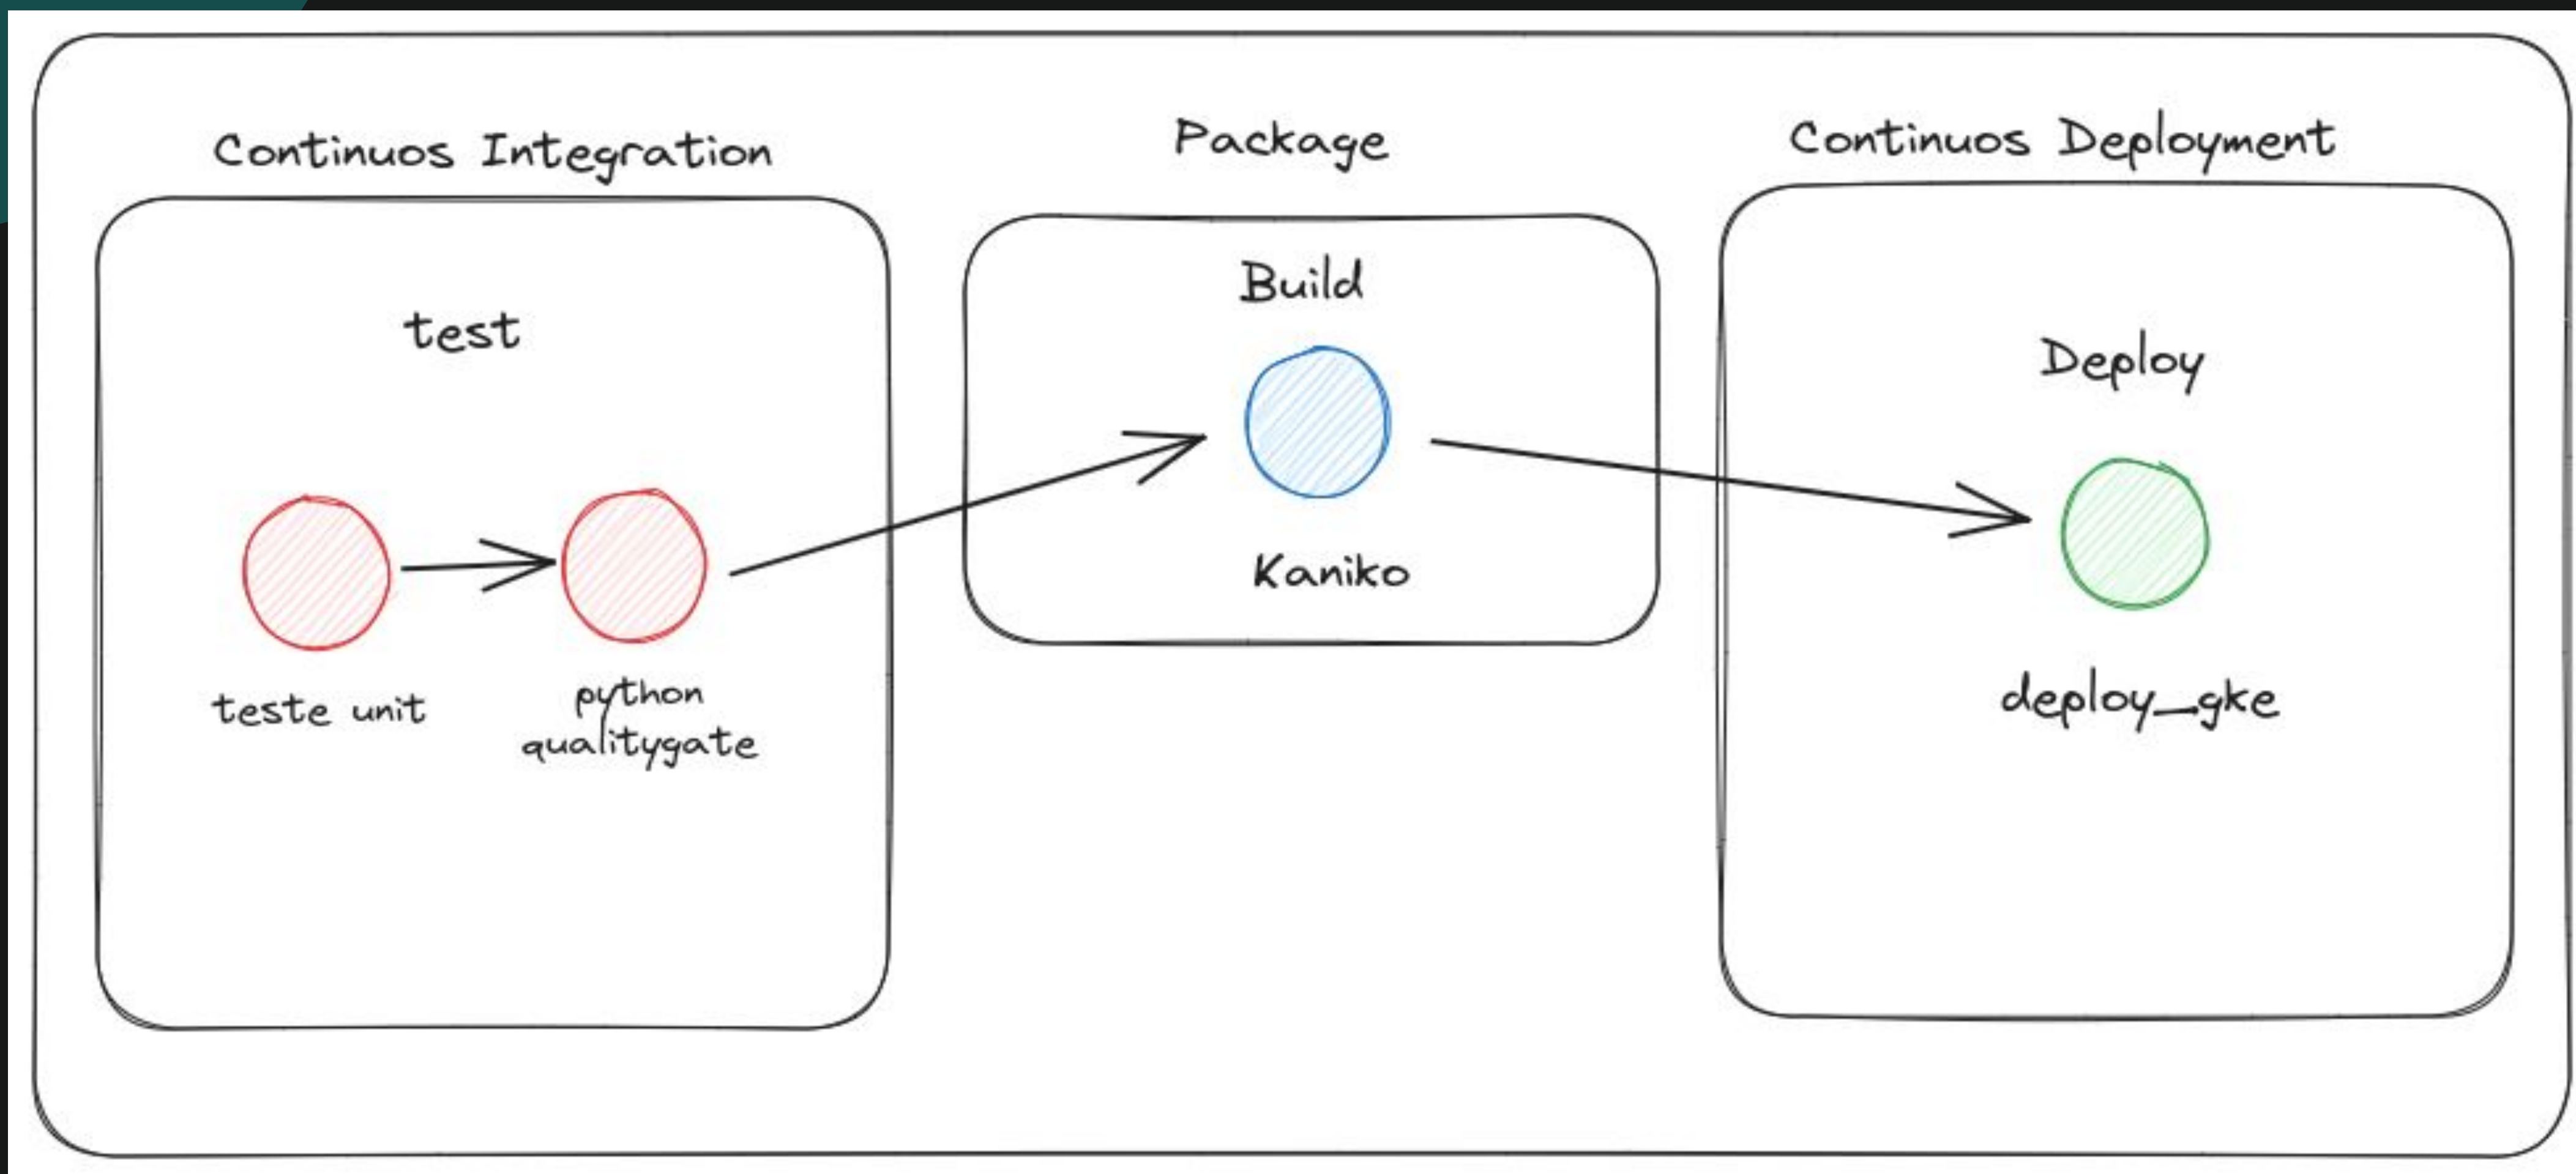 Continuos Integration
test
teste unit
python
qualitygate
Package
Build
Kaniko
Continuos Deployment
Deploy
deploy_gke